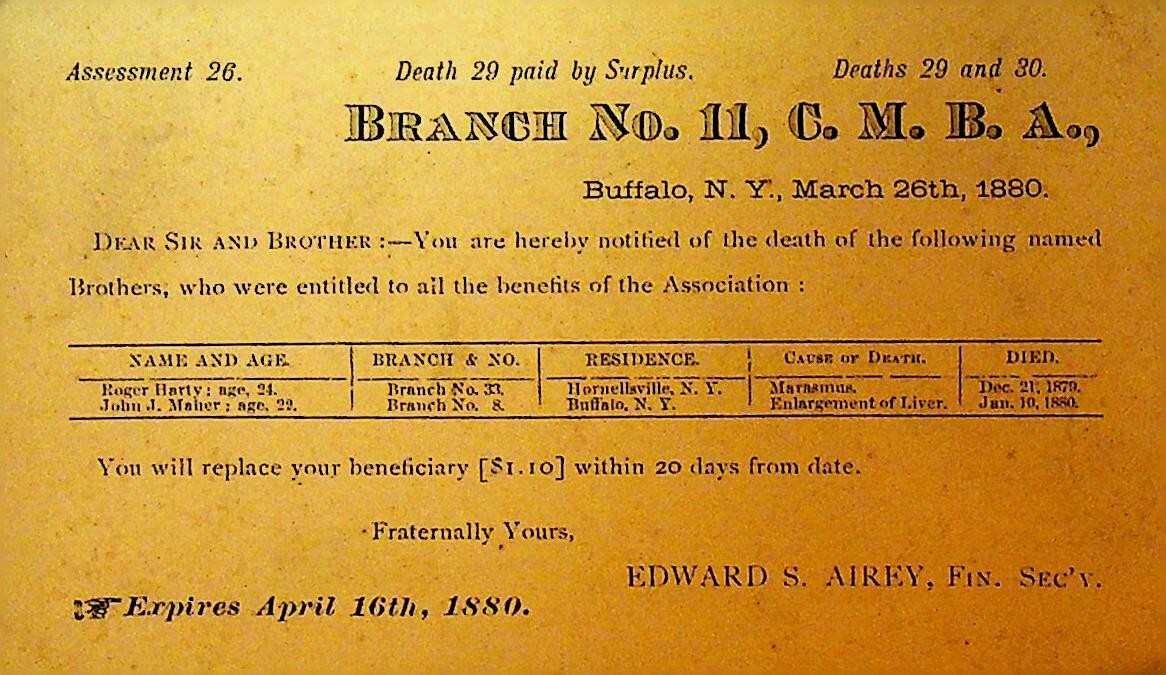 Assessment 26. Death 29 paid by Surplus. Deaths 29 and 30.
BRANCH NO. 11, C. M. B. A.,
Buffalo, N. Y., March 26th, 1880.
DEAR SIR AND BROTHER :—You are hereby notified of the death of the following named
Brothers, who were entitled to all the benefits of the Association :
NAME AND AGE. BRANCH & NO. RESIDENCE. CAUSE OF DEATH. DIED.
Roger Harty ; age, 24. Branch No. 33. Hornellsville, N. Y. Marasmus. Dec. 21, 1879.
John J. Maher ; age, 29. Branch No. 8. Buffalo, N. Y. Enlargement of Liver. Jan. 10, 1880.
You will replace your beneficiary [$1.10] within 20 days from date.
Fraternally Yours,
EDWARD S. AIREY, FIN. SEC'Y.
☞Expires April 16th, 1880.